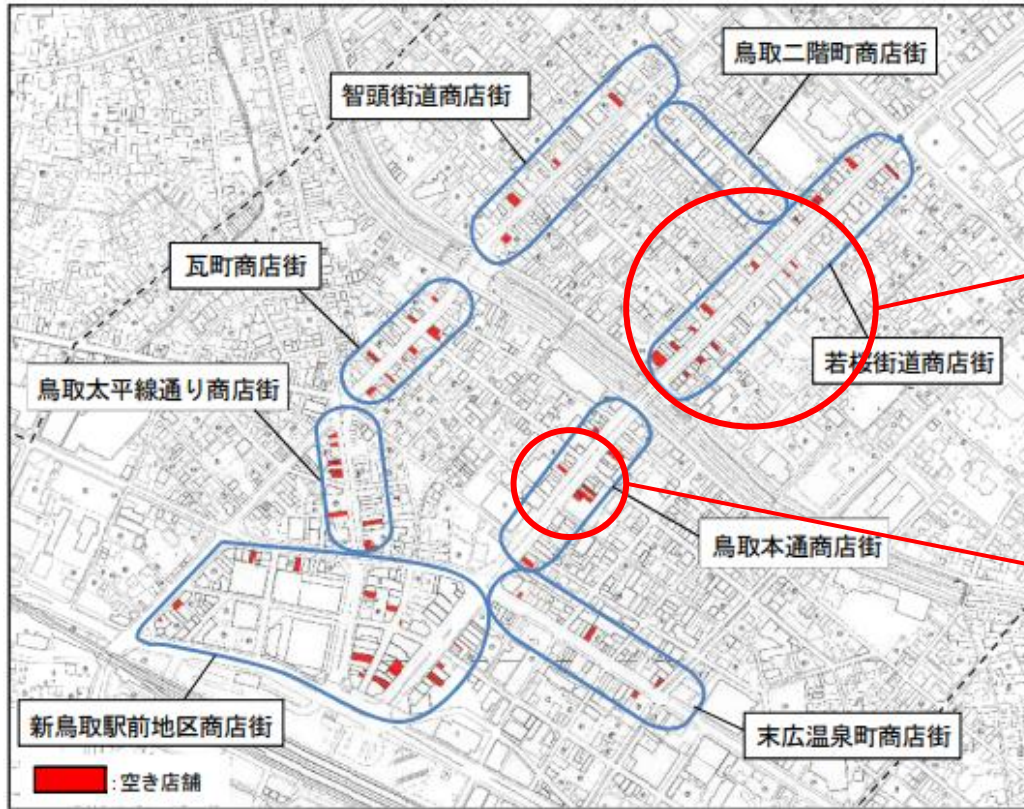 鳥取二階町商店街
智頭街道商店街
瓦町商店街
若桜街道商店街
鳥取太平線通り商店街
鳥取本通商店街
新鳥取駅前地区商店街
末広温泉町商店街
:空き店舗